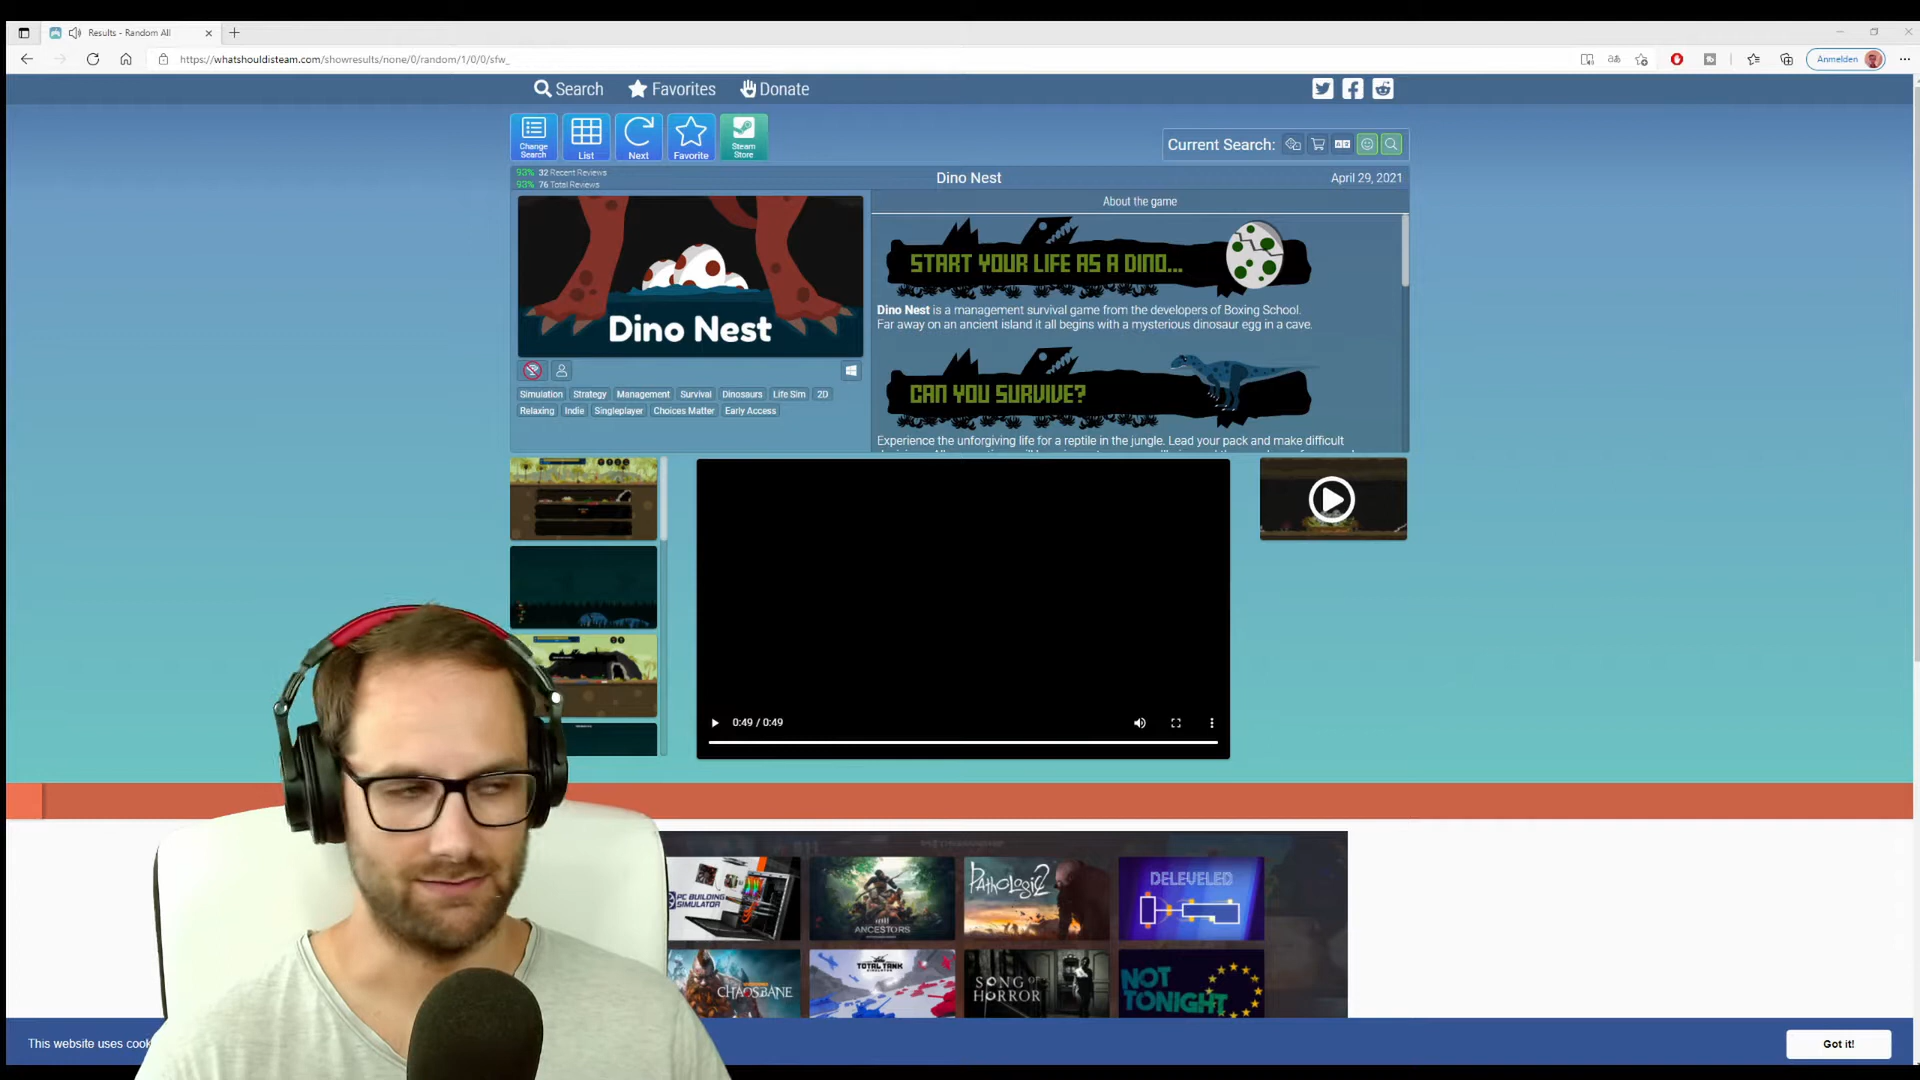 Results - Random All
https://whatshouldisteam.com/showresults/none/0/random/1/0/0/sfw_
Anmelden
Search
Favorites
Donate
Change Search
List
Next
Favorite
Steam Store
Current Search:
93% 32 Recent Reviews
93% 76 Total Reviews
Dino Nest
April 29, 2021
Dino Nest
Simulation
Strategy
Management
Survival
Dinosaurs
Life Sim
2D
Relaxing
Indie
Singleplayer
Choices Matter
Early Access
About the game
START YOUR LIFE AS A DINO...
Dino Nest is a management survival game from the developers of Boxing School.
Far away on an ancient island it all begins with a mysterious dinosaur egg in a cave.
CAN YOU SURVIVE?
Experience the unforgiving life for a reptile in the jungle. Lead your pack and make difficult
0:49 / 0:49
PC BUILDING
SIMULATOR
ANCESTORS
PATHOLOGIC 2
DELEVELED
CHAOSBANE
TOTAL TANK
SIMULATOR
SONG OF
HORROR
NOT
TONIGHT
This website uses cook
Got it!